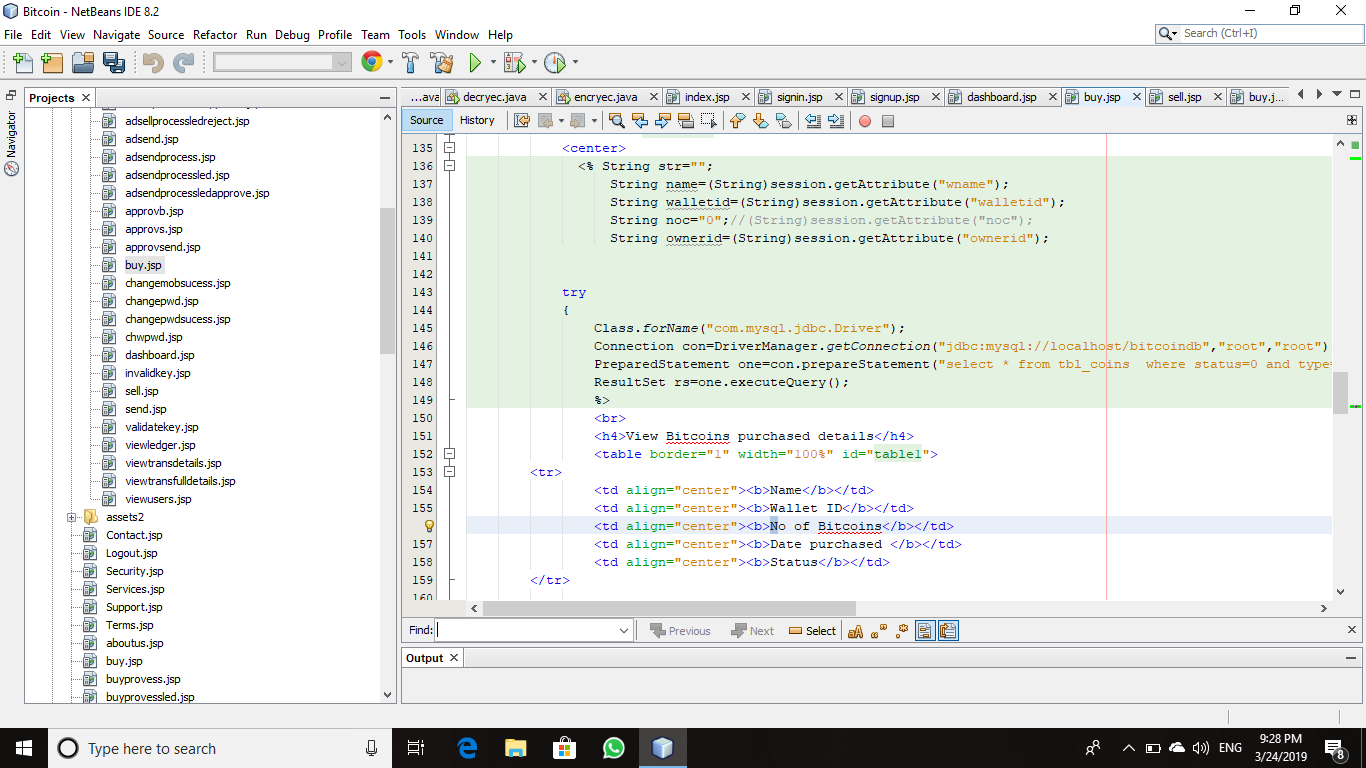 Bitcoin - NetBeans IDE 8.2
File Edit View Navigate Source Refactor Run Debug Profile Team Tools Window Help
Search (Ctrl+I)
Navigator
Projects
adsellprocessledreject.jsp
adsend.jsp
adsendprocess.jsp
adsendprocessled.jsp
adsendprocessledapprove.jsp
approvb.jsp
approvs.jsp
approvsend.jsp
buy.jsp
changemobsucess.jsp
changepwd.jsp
changepwdsucess.jsp
chwpwd.jsp
dashboard.jsp
invalidkey.jsp
sell.jsp
send.jsp
validatekey.jsp
viewledger.jsp
viewtransdetails.jsp
viewtransfulldetails.jsp
viewusers.jsp
assets2
Contact.jsp
Logout.jsp
Security.jsp
Services.jsp
Support.jsp
Terms.jsp
aboutus.jsp
buy.jsp
buyprovess.jsp
buyprovessled.jsp
...ava decryec.java encryec.java index.jsp signin.jsp signup.jsp dashboard.jsp buy.jsp sell.jsp buy.j...
Source History
135 <center>
136 <% String str="";
137 String name=(String)session.getAttribute("wname");
138 String walletid=(String)session.getAttribute("walletid");
139 String noc="0";//(String)session.getAttribute("noc");
140 String ownerid=(String)session.getAttribute("ownerid");
141
142
143 try
144 {
145 Class.forName("com.mysql.jdbc.Driver");
146 Connection con=DriverManager.getConnection("jdbc:mysql://localhost/bitcoindb","root","root")
147 PreparedStatement one=con.prepareStatement("select * from tbl_coins  where status=0 and type=
148 ResultSet rs=one.executeQuery();
149 %>
150 <br>
151 <h4>View Bitcoins purchased details</h4>
152 <table border="1" width="100%" id="table1">
153 <tr>
154 <td align="center"><b>Name</b></td>
155 <td align="center"><b>Wallet ID</b></td>
<td align="center"><b>No of Bitcoins</b></td>
157 <td align="center"><b>Date purchased </b></td>
158 <td align="center"><b>Status</b></td>
159 </tr>
160
Find: Previous Next Select
Output
Type here to search
ENG
9:28 PM
3/24/2019
8